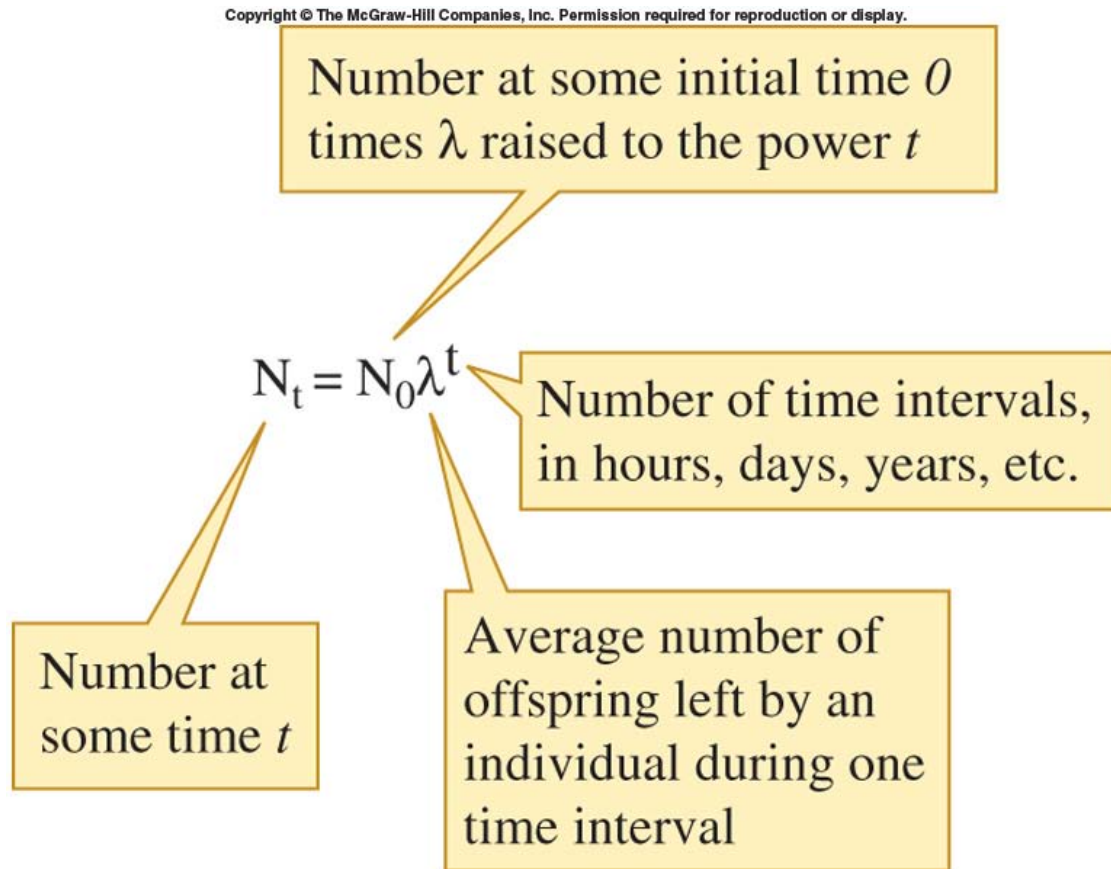 Copyright © The McGraw-Hill Companies, Inc. Permission required for reproduction or display.
Number at some initial time 0
times λ raised to the power t
Nₜ = N₀λᵗ
Number of time intervals,
in hours, days, years, etc.
Number at
some time t
Average number of
offspring left by an
individual during one
time interval